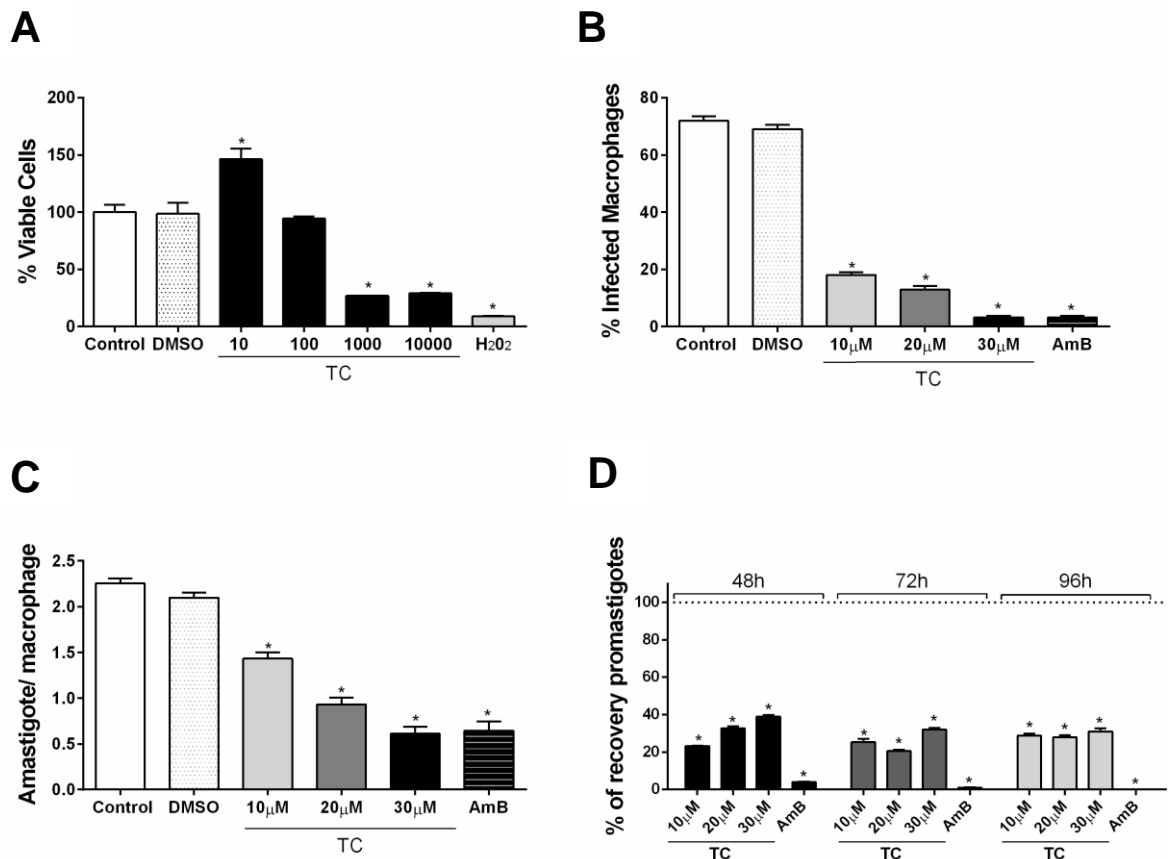 A
% Viable Cells
200
150
100
50
0
*
*
*
*
Control DMSO 10 100 1000 10000 H2O2
TC
B
% Infected Macrophages
80
60
40
20
0
*
*
*
*
Control DMSO 10μM 20μM 30μM AmB
TC
C
Amastigote/ macrophage
2.5
2.0
1.5
1.0
0.5
0.0
*
*
*
*
Control DMSO 10μM 20μM 30μM AmB
TC
D
% of recovery promastigotes
48h 72h 96h
100
80
60
40
20
0
* * * * * * * * * * * *
10μM 20μM 30μM AmB 10μM 20μM 30μM AmB 10μM 20μM 30μM AmB
TC TC TC